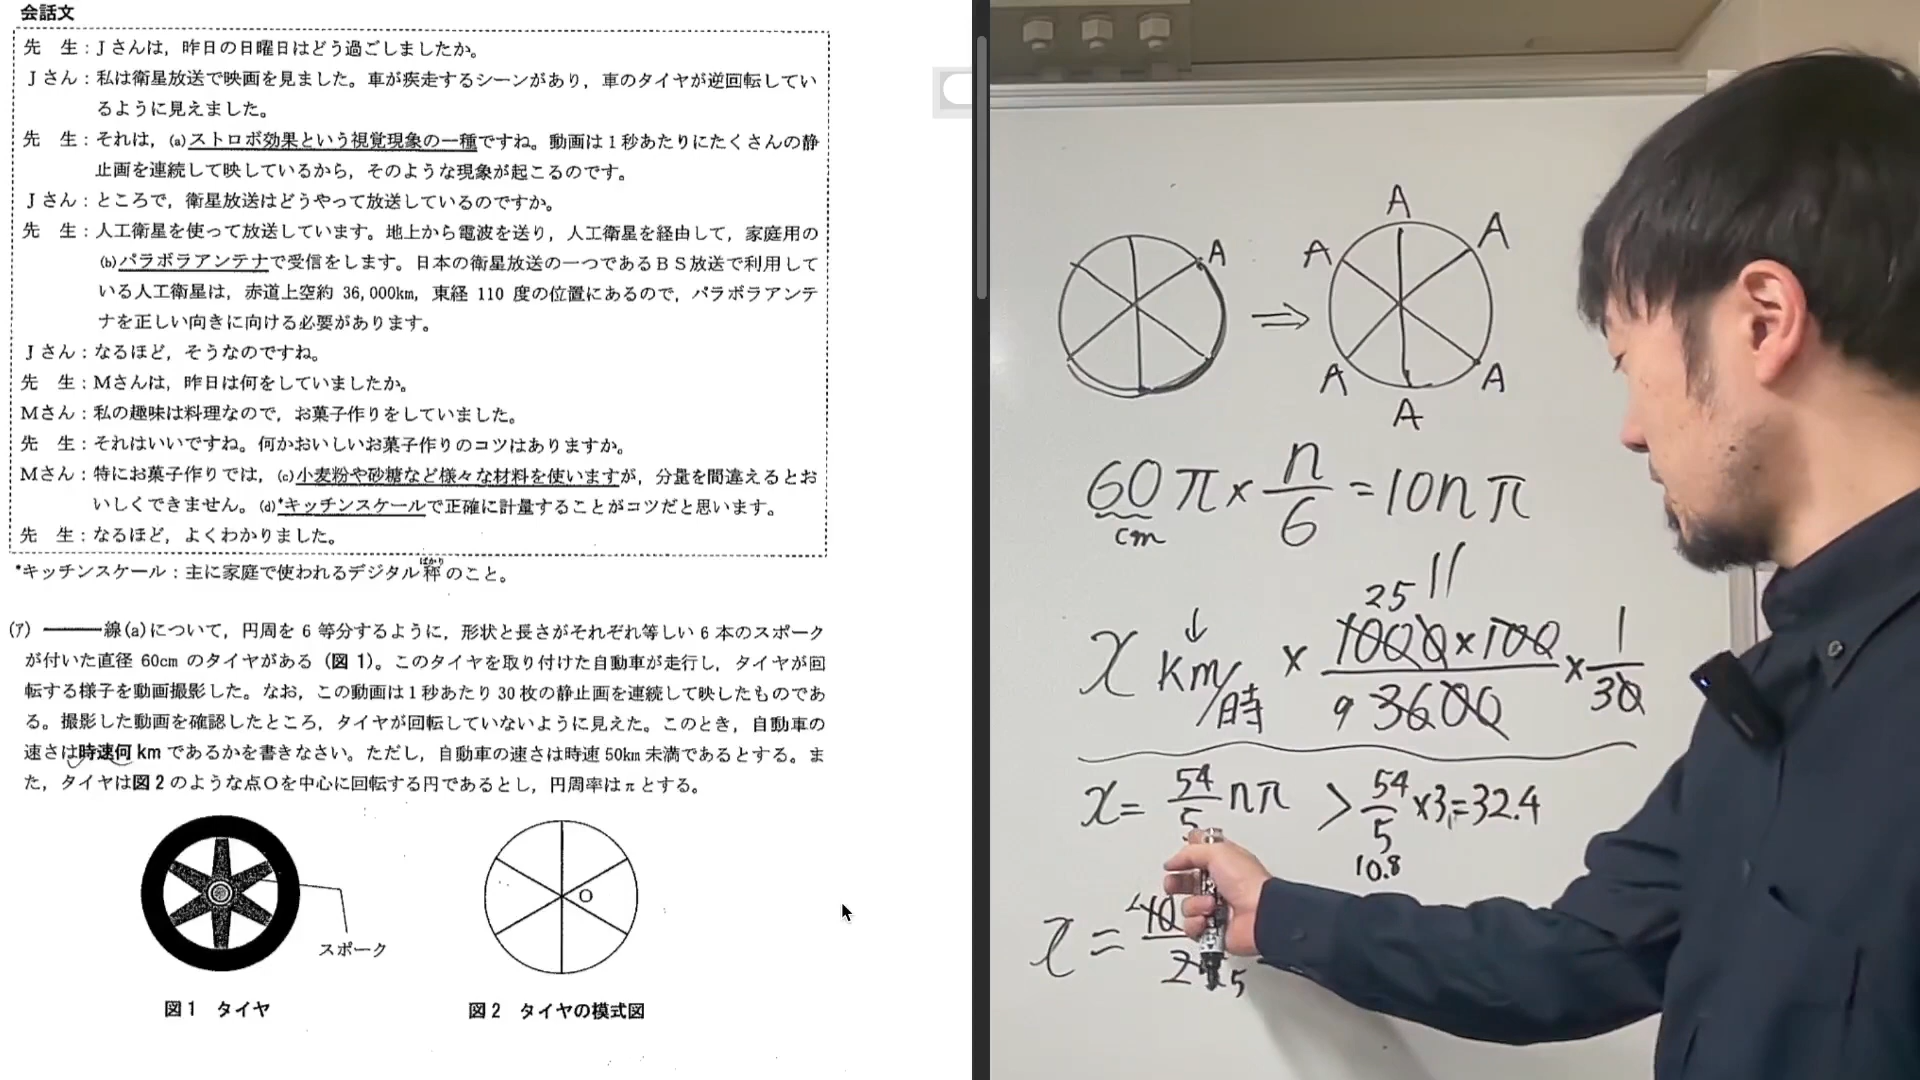 会話文
先　生：Jさんは，昨日の日曜日はどう過ごしましたか。
Jさん：私は衛星放送で映画を見ました。車が疾走するシーンがあり，車のタイヤが逆回転してい
るように見えました。
先　生：それは，(a)ストロボ効果という視覚現象の一種ですね。動画は1秒あたりにたくさんの静
止画を連続して映しているから，そのような現象が起こるのです。
Jさん：ところで，衛星放送はどうやって放送しているのですか。
先　生：人工衛星を使って放送しています。地上から電波を送り，人工衛星を経由して，家庭用の
(b)パラボラアンテナで受信をします。日本の衛星放送の一つであるBS放送で利用して
いる人工衛星は，赤道上空約 36,000km，東経 110 度の位置にあるので，パラボラアンテ
ナを正しい向きに向ける必要があります。
Jさん：なるほど，そうなのですね。
先　生：Mさんは，昨日は何をしていましたか。
Mさん：私の趣味は料理なので，お菓子作りをしていました。
先　生：それはいいですね。何かおいしいお菓子作りのコツはありますか。
Mさん：特にお菓子作りでは，(c)小麦粉や砂糖など様々な材料を使いますが，分量を間違えるとお
いしくできません。(d)*キッチンスケールで正確に計量することがコツだと思います。
先　生：なるほど，よくわかりました。
*キッチンスケール：主に家庭で使われるデジタル秤のこと。
ばかり
(ｱ) ―――線(a)について，円周を 6 等分するように，形状と長さがそれぞれ等しい 6 本のスポーク
が付いた直径 60cm のタイヤがある（図 1）。このタイヤを取り付けた自動車が走行し，タイヤが回
転する様子を動画撮影した。なお，この動画は1秒あたり30枚の静止画を連続して映したものであ
る。撮影した動画を確認したところ，タイヤが回転していないように見えた。このとき，自動車の
速さは時速何 km であるかを書きなさい。ただし，自動車の速さは時速 50km 未満であるとする。ま
た，タイヤは図 2 のような点Oを中心に回転する円であるとし，円周率はπとする。
スポーク
O
図1　タイヤ
図2　タイヤの模式図
A
A
A
A ⇒ A
A
A
60π×n/6=10nπ
cm
25 11
x km/時 × 1000×100/3600 × 1/30
9
x= 54/5 nπ > 54/5 ×3.1=32.4
10.8
x=